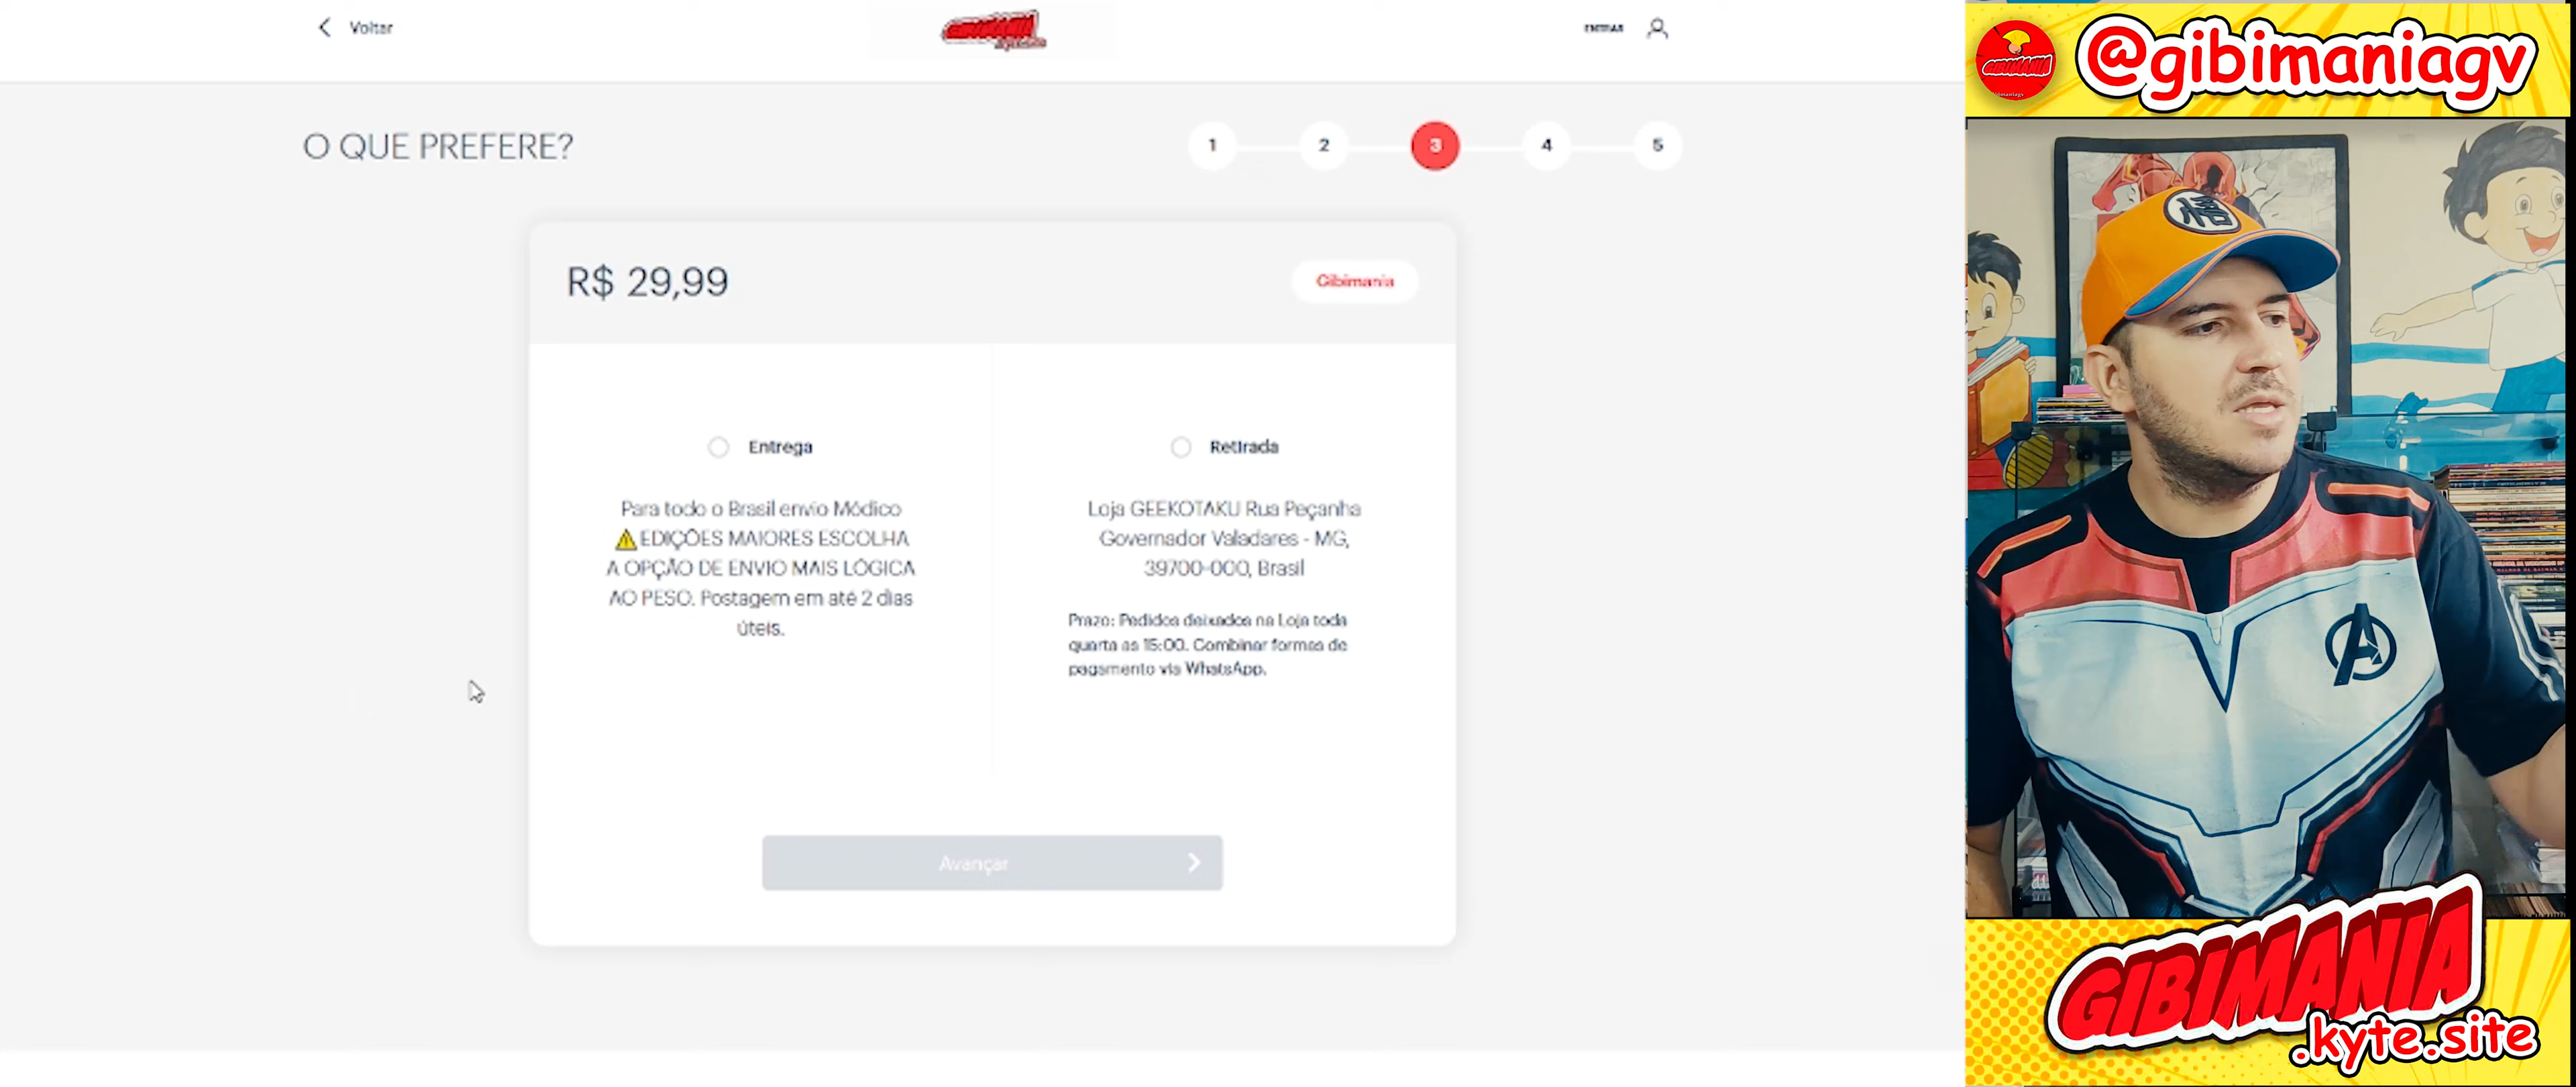 Voltar
GIBIMANIA
ENTRAR
O QUE PREFERE?
1
2
3
4
5
R$ 29,99
Gibimania
Entrega
Para todo o Brasil envio Módico
⚠EDIÇÕES MAIORES ESCOLHA
A OPÇÃO DE ENVIO MAIS LÓGICA
AO PESO. Postagem em até 2 dias
úteis.
Retirada
Loja GEEKOTAKU Rua Peçanha
Governador Valadares - MG,
39700-000, Brasil
Prazo: Pedidos deixados na Loja toda
quarta as 15:00. Combinar formas de
pagamento via WhatsApp.
Avançar
GIBIMANIA
@gibimaniagv
GIBIMANIA
.kyte.site